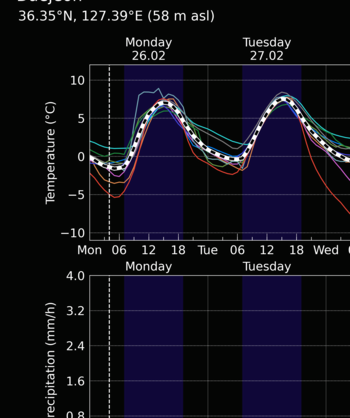 36.35°N, 127.39°E (58 m asl)
Monday Tuesday
26.02 27.02
Temperature (°C)
10
5
0
−5
−10
Mon 06 12 18 Tue 06 12 18 Wed
Monday Tuesday
recipitation (mm/h)
4.0
3.2
2.4
1.6
0.8